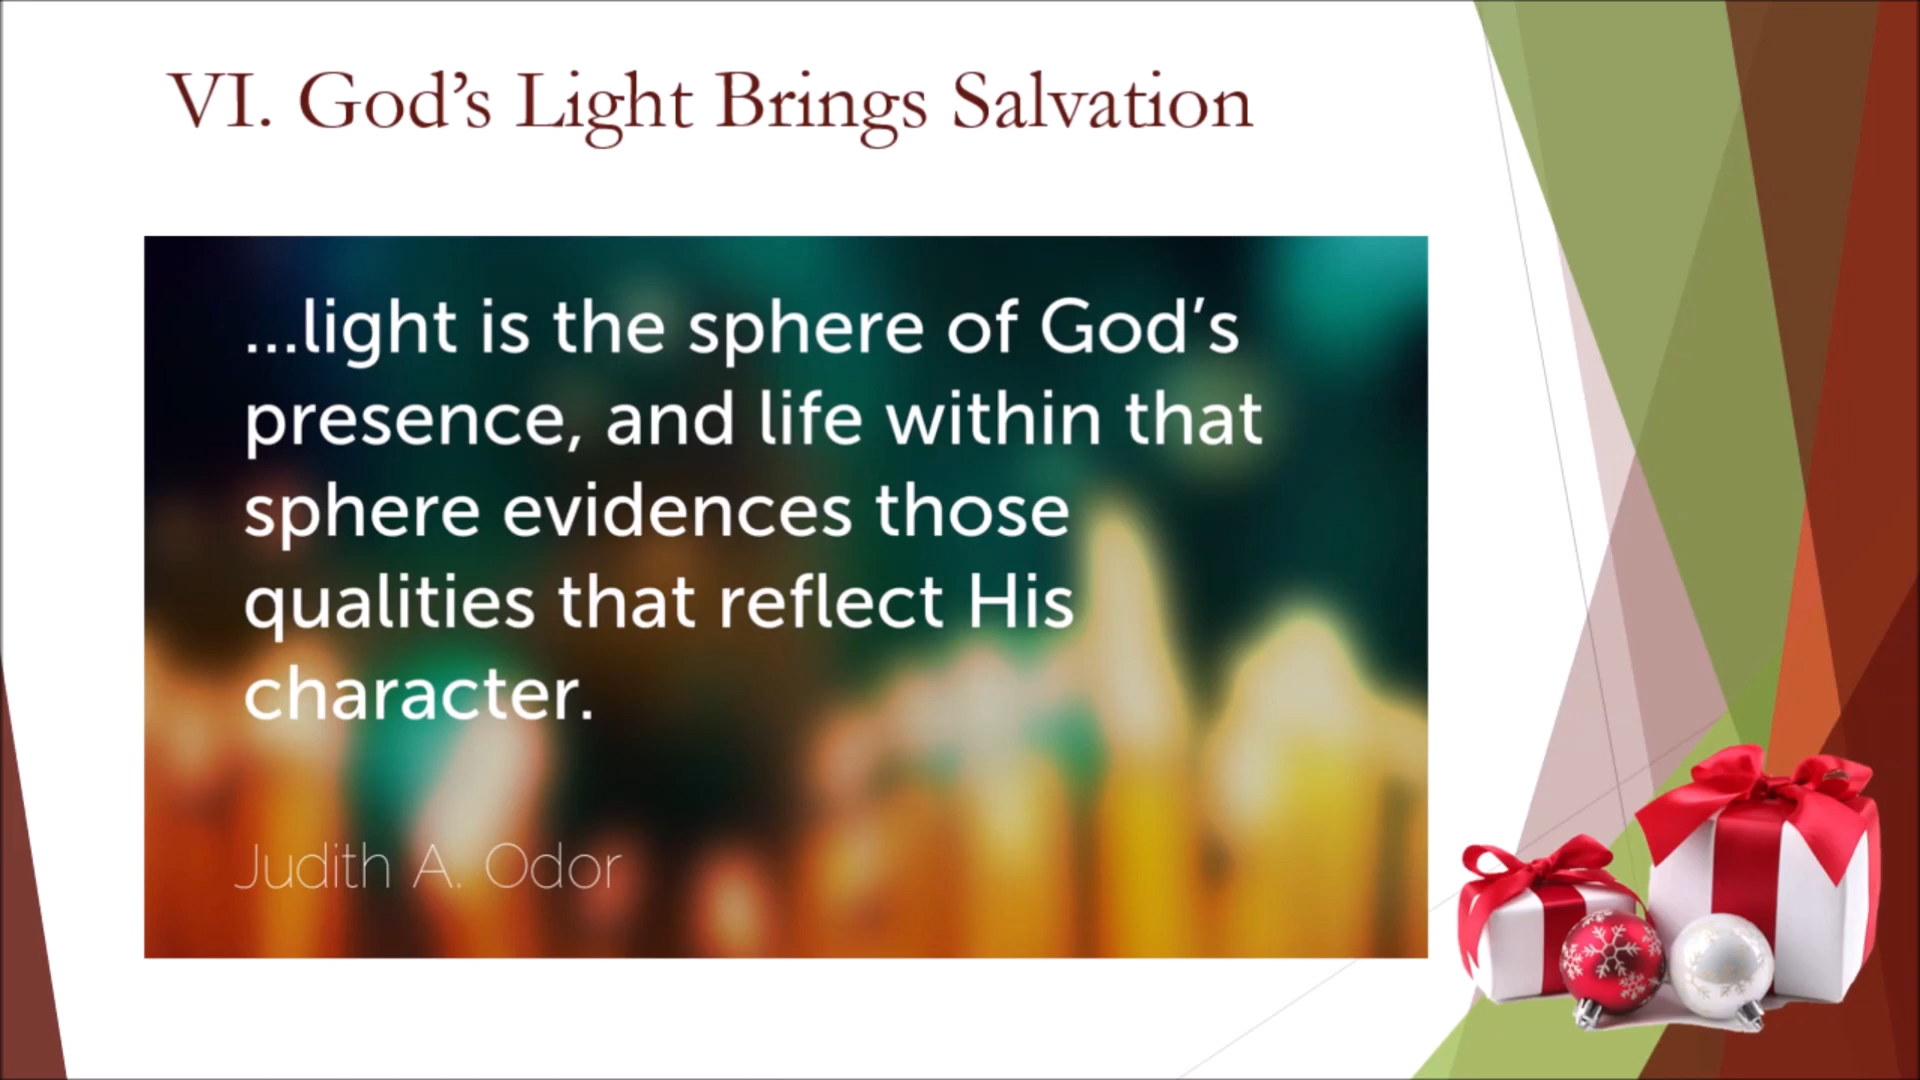 VI. God’s Light Brings Salvation
...light is the sphere of God’s
presence, and life within that
sphere evidences those
qualities that reflect His
character.
Judith A. Odor